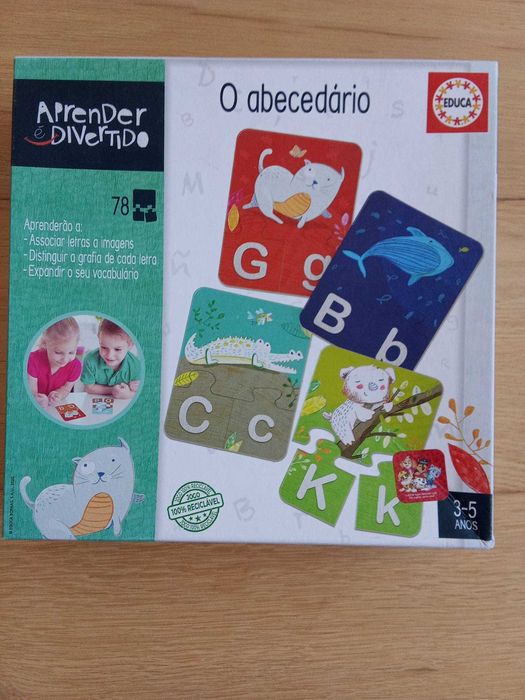 Aprender
é DiVertiDo
O abecedário
EDUCA
78
Aprenderão a:
- Associar letras a imagens
- Distinguir a grafia de cada letra
- Expandir o seu vocabulário
G g
B b
C c
K k
JOGO
100% RECICLÁVEL
3-5
ANOS